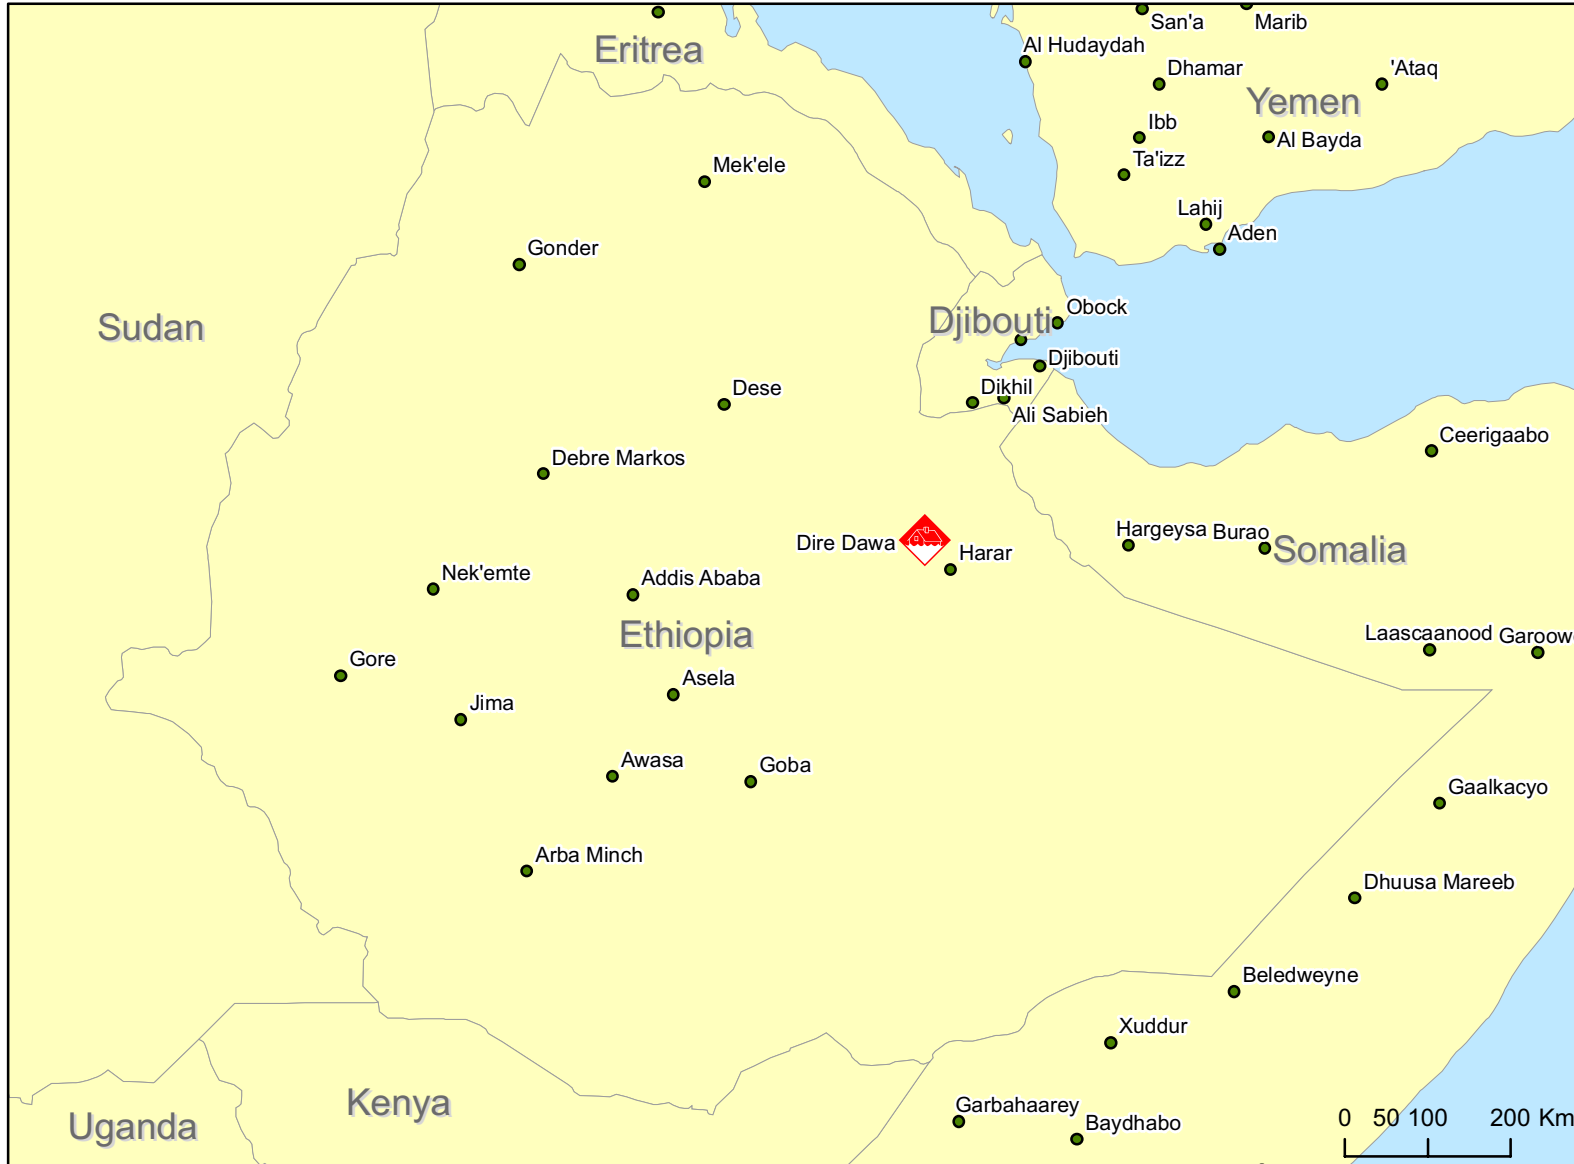 San'a
Marib
Eritrea
Al Hudaydah
Dhamar
'Ataq
Yemen
Ibb
Al Bayda
Ta'izz
Mek'ele
Lahij
Aden
Gonder
Obock
Sudan
Djibouti
Djibouti
Dese
Dikhil
Ali Sabieh
Ceerigaabo
Debre Markos
Hargeysa
Burao
Dire Dawa
Harar
Somalia
Nek'emte
Addis Ababa
Ethiopia
Laascaanood
Garoowe
Gore
Asela
Jima
Awasa
Goba
Gaalkacyo
Arba Minch
Dhuusa Mareeb
Beledweyne
Xuddur
Kenya
Garbahaarey
Uganda
Baydhabo
0 50 100 200 Km